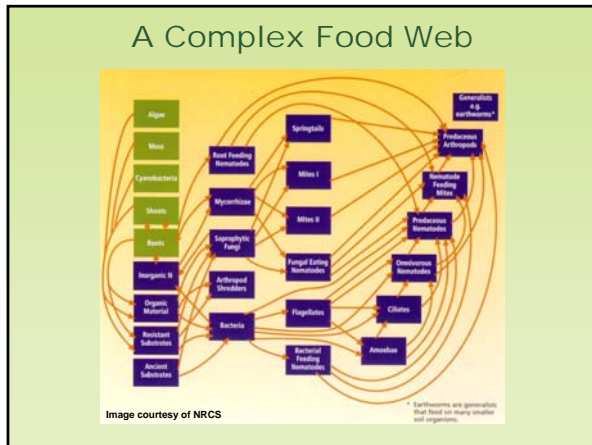 A Complex Food Web
Algae
Moss
Cyanobacteria
Shoots
Roots
Inorganic N
Organic
Material
Resistant
Substrates
Ancient
Substrates
Root Feeding
Nematodes
Mycorrhizae
Saprophytic
Fungi
Arthropod
Shredders
Bacteria
Springtails
Mites I
Mites II
Fungal Eating
Nematodes
Flagellates
Bacterial
Feeding
Nematodes
Generalists
e.g.
earthworms*
Predaceous
Arthropods
Nematode
Feeding
Mites
Predaceous
Nematodes
Omnivorous
Nematodes
Ciliates
Amoebae
Image courtesy of NRCS
* Earthworms are generalists
that feed on many smaller
soil organisms.